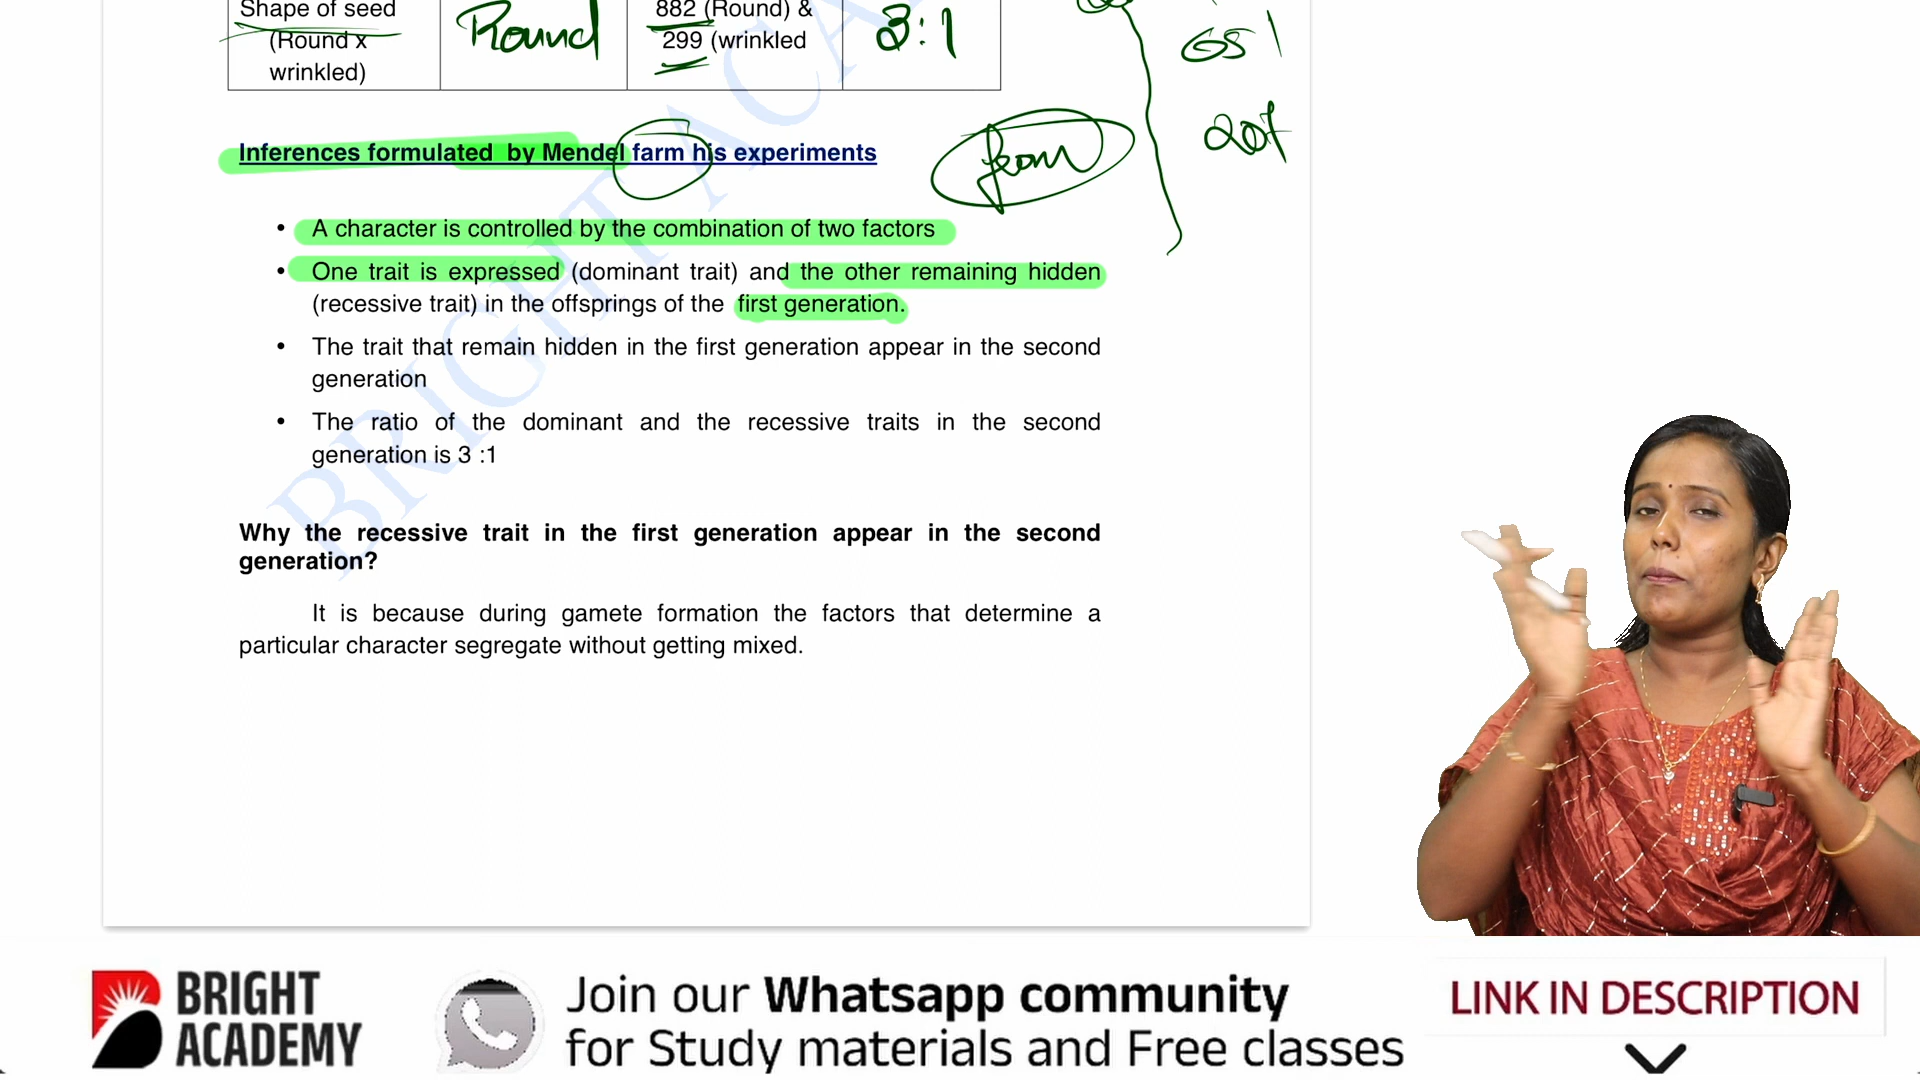 Shape of seed
(Round x
wrinkled)
Round
882 (Round) &
299 (wrinkled
3:1
651
207
Inferences formulated by Mendel farm his experiments
from
• A character is controlled by the combination of two factors
• One trait is expressed (dominant trait) and the other remaining hidden
(recessive trait) in the offsprings of the first generation.
• The trait that remain hidden in the first generation appear in the second
generation
• The ratio of the dominant and the recessive traits in the second
generation is 3 :1
Why the recessive trait in the first generation appear in the second
generation?
It is because during gamete formation the factors that determine a
particular character segregate without getting mixed.
BRIGHT ACA
BRIGHT
ACADEMY
Join our Whatsapp community
for Study materials and Free classes
LINK IN DESCRIPTION